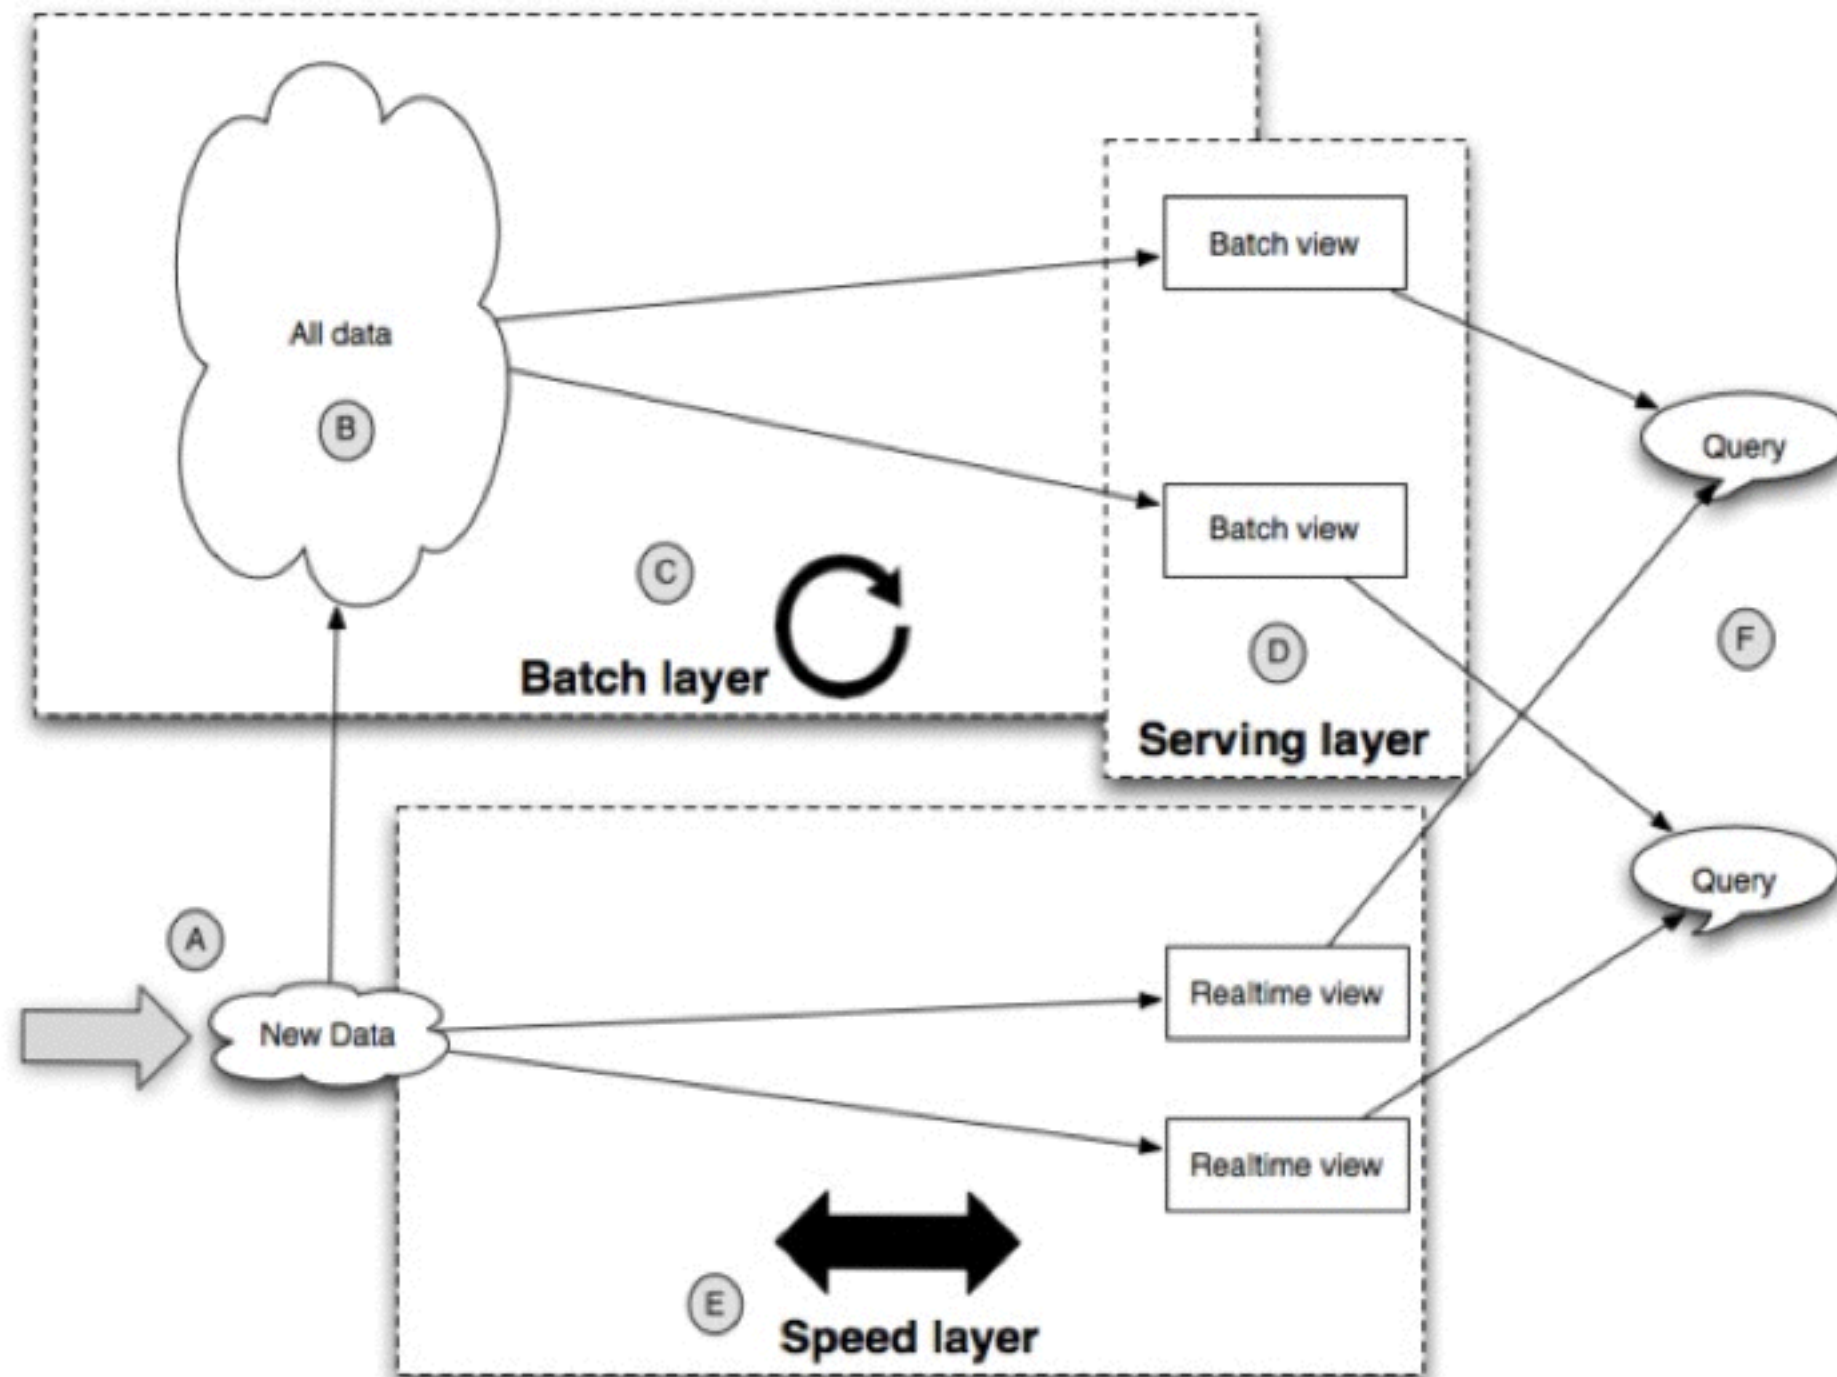 Batch view
All data
B
Query
Batch view
C
F
D
Batch layer
Serving layer
Query
A
Realtime view
New Data
Realtime view
E
Speed layer